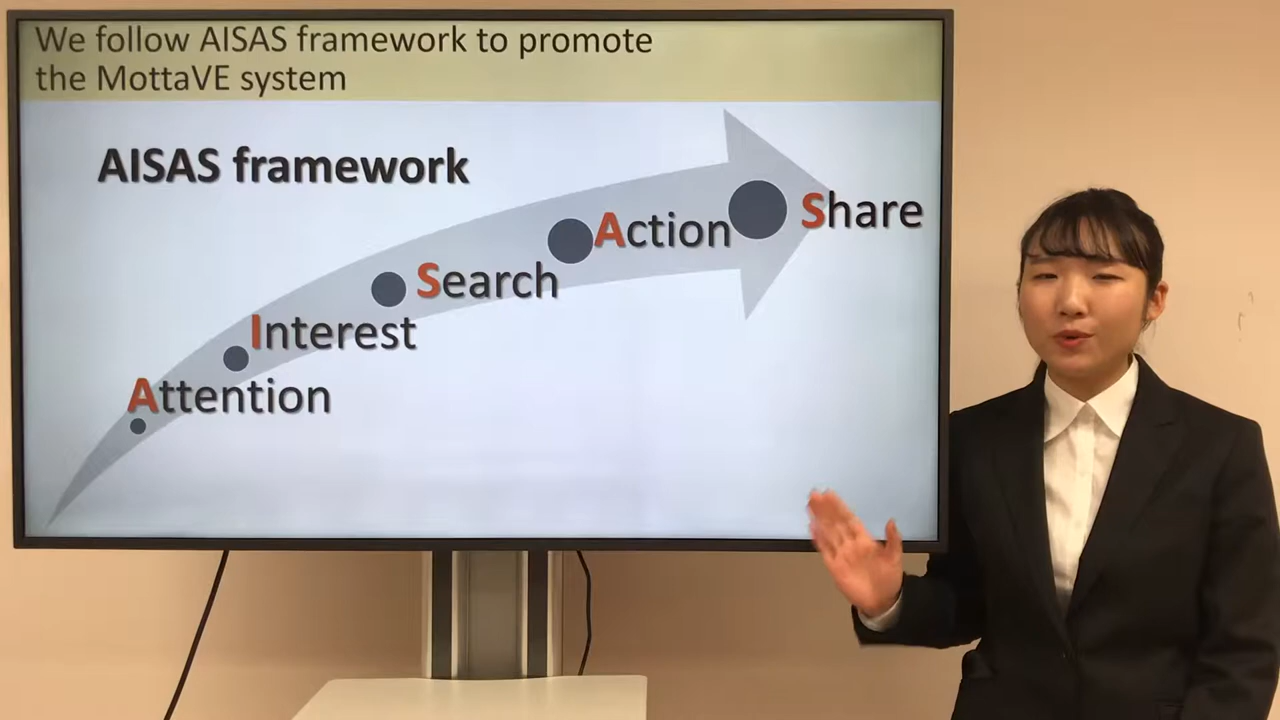 We follow AISAS framework to promote
the MottaVE system
AISAS framework
Attention
Interest
Search
Action
Share